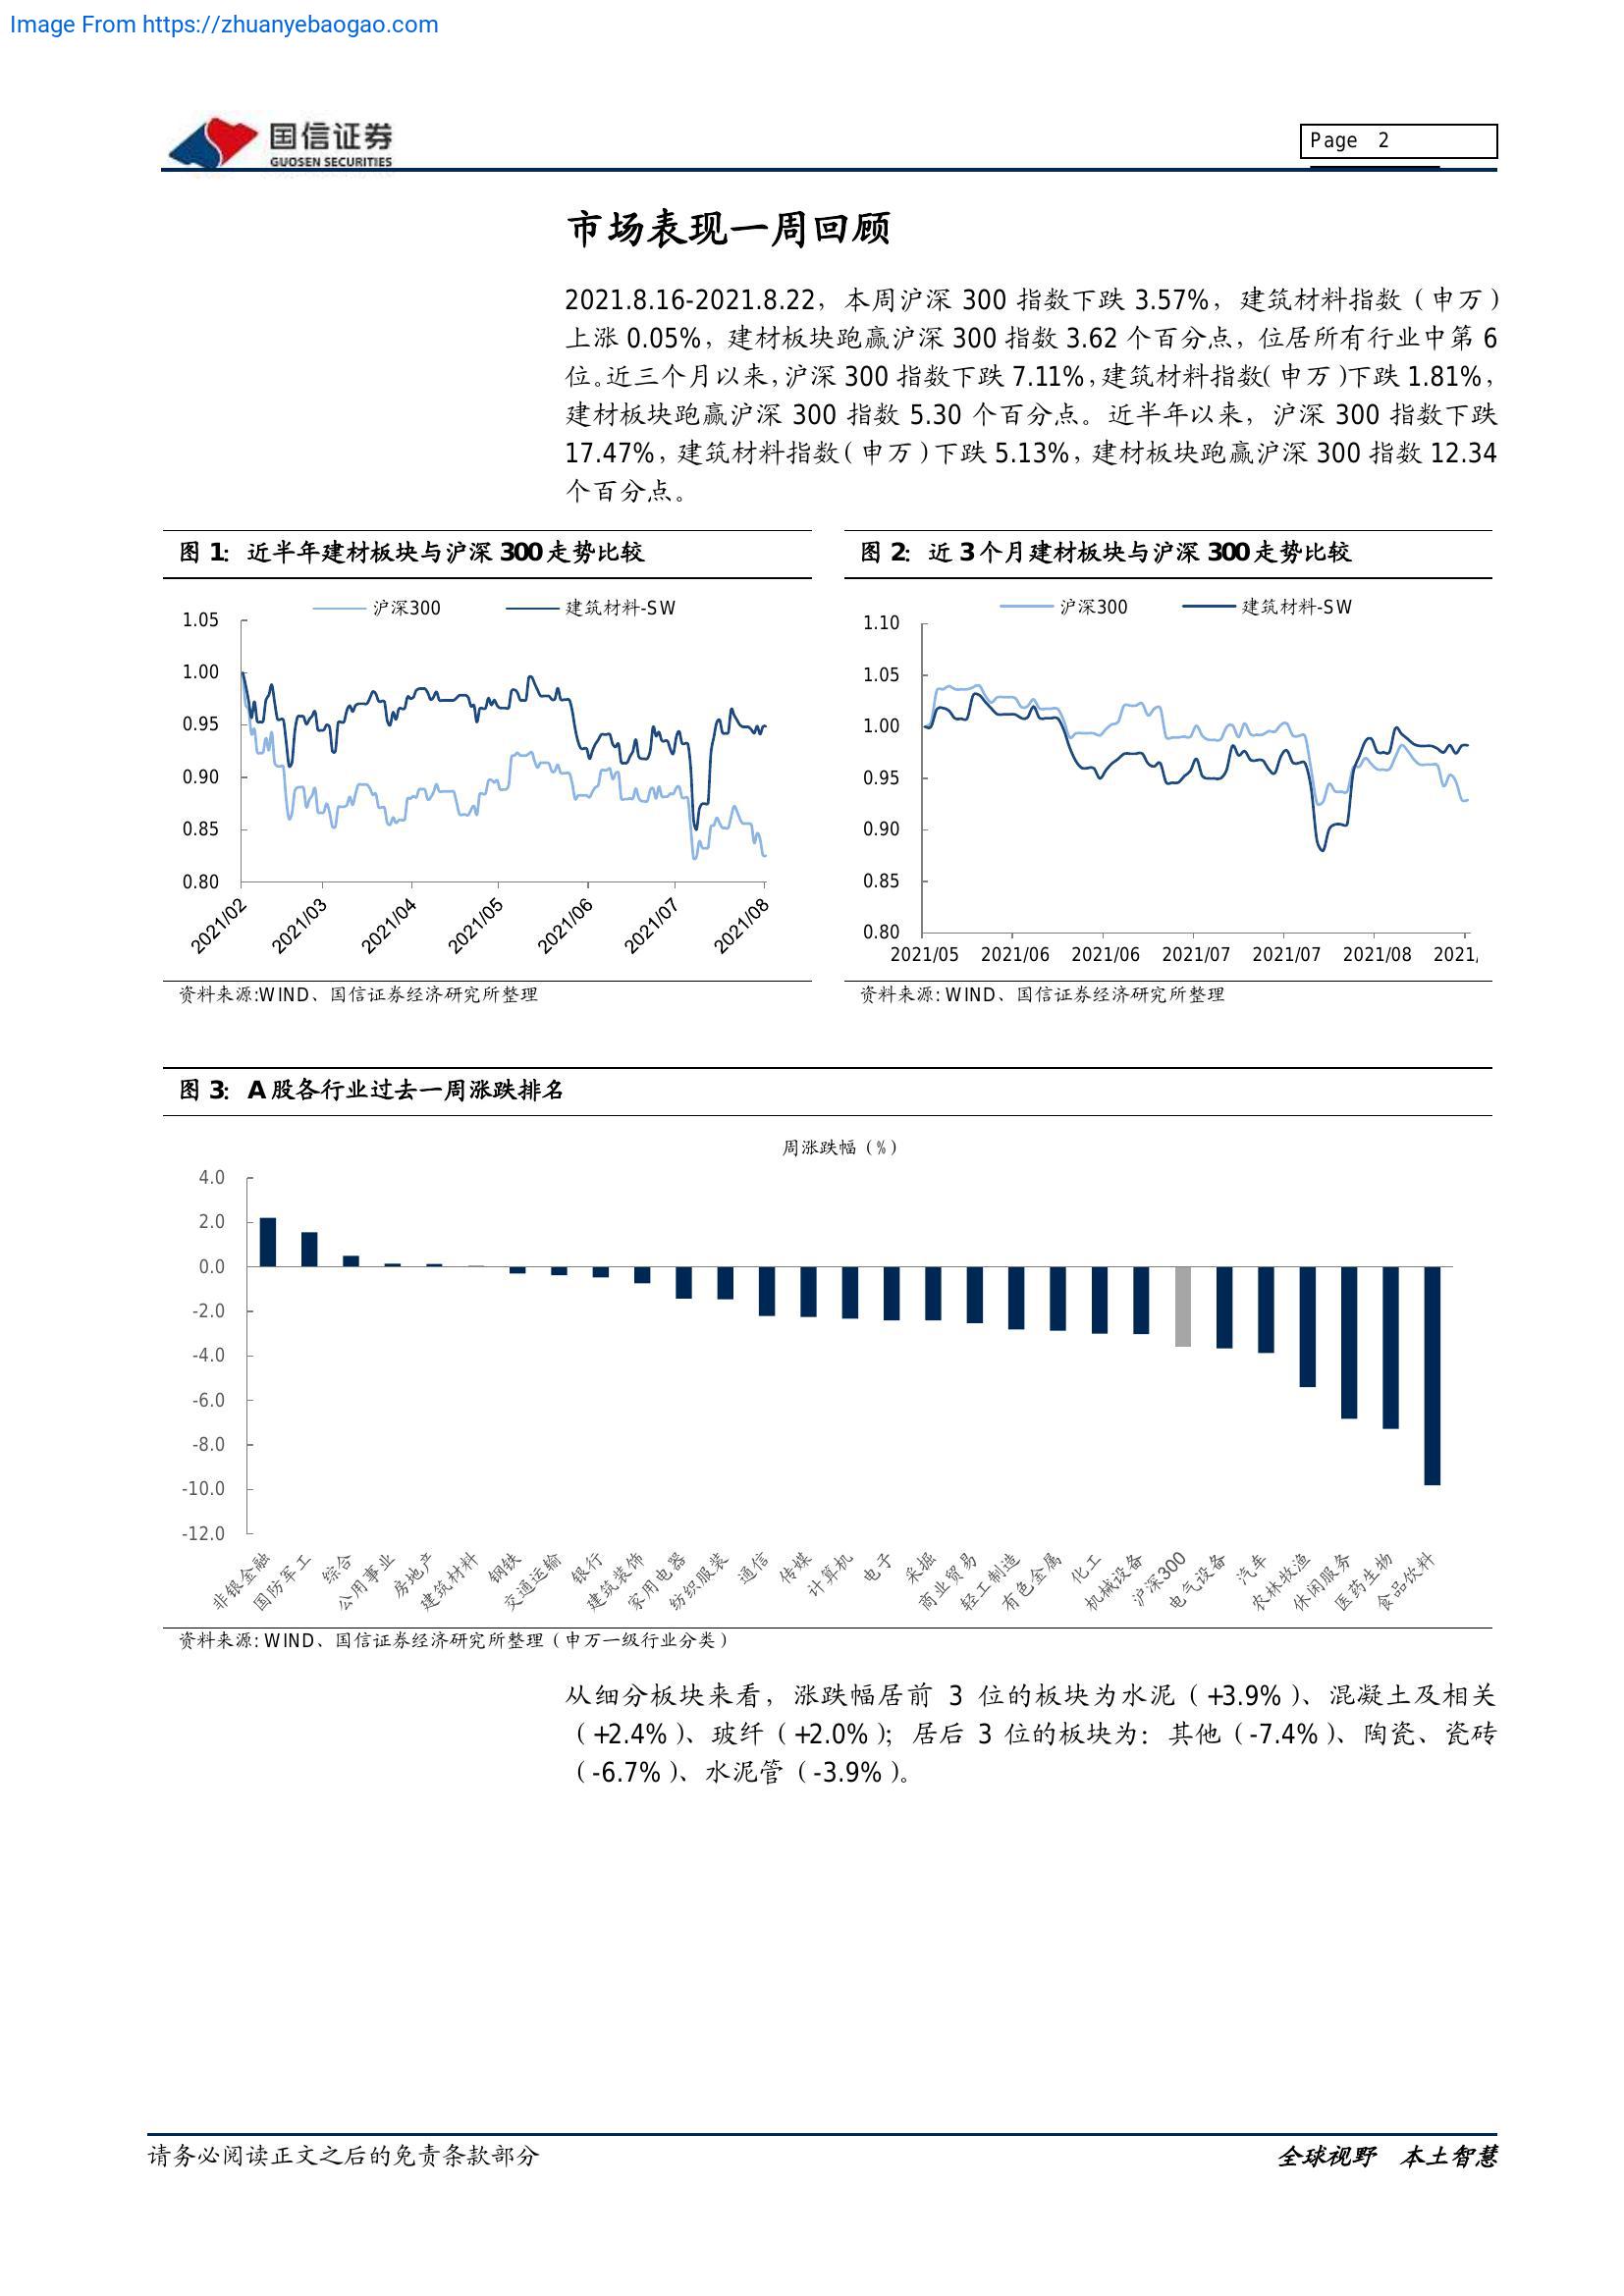 Image From https://zhuanyebaogao.com
国信证券
GUOSEN SECURITIES
Page 2
市场表现一周回顾
2021.8.16-2021.8.22，本周沪深 300 指数下跌 3.57%，建筑材料指数（申万）
上涨 0.05%，建材板块跑赢沪深 300 指数 3.62 个百分点，位居所有行业中第 6
位。近三个月以来，沪深 300 指数下跌 7.11%，建筑材料指数（申万）下跌 1.81%，
建材板块跑赢沪深 300 指数 5.30 个百分点。近半年以来，沪深 300 指数下跌
17.47%，建筑材料指数（申万）下跌 5.13%，建材板块跑赢沪深 300 指数 12.34
个百分点。
图 1：近半年建材板块与沪深 300 走势比较
沪深300 建筑材料-SW
1.05
1.00
0.95
0.90
0.85
0.80
2021/02 2021/03 2021/04 2021/05 2021/06 2021/07 2021/08
资料来源:WIND、国信证券经济研究所整理
图 2：近 3 个月建材板块与沪深 300 走势比较
沪深300 建筑材料-SW
1.10
1.05
1.00
0.95
0.90
0.85
0.80
2021/05 2021/06 2021/06 2021/07 2021/07 2021/08 2021/
资料来源: WIND、国信证券经济研究所整理
图 3：A 股各行业过去一周涨跌排名
周涨跌幅（%）
4.0
2.0
0.0
-2.0
-4.0
-6.0
-8.0
-10.0
-12.0
非银金融 国防军工 综合 公用事业 房地产 建筑材料 钢铁 交通运输 银行 建筑装饰 家用电器 纺织服装 通信 传媒 计算机 电子 采掘 商业贸易 轻工制造 有色金属 化工 机械设备 沪深300 电气设备 汽车 农林牧渔 休闲服务 医药生物 食品饮料
资料来源: WIND、国信证券经济研究所整理（申万一级行业分类）
从细分板块来看，涨跌幅居前 3 位的板块为水泥（+3.9%）、混凝土及相关
（+2.4%）、玻纤（+2.0%）；居后 3 位的板块为：其他（-7.4%）、陶瓷、瓷砖
（-6.7%）、水泥管（-3.9%）。
请务必阅读正文之后的免责条款部分
全球视野 本土智慧